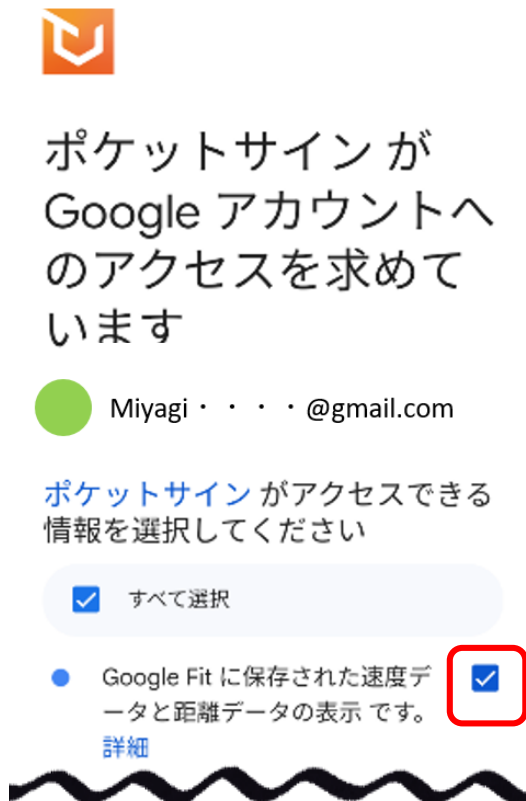 ポケットサイン が
Google アカウントへ
のアクセスを求めて
います
Miyagi・・・・@gmail.com
ポケットサイン がアクセスできる
情報を選択してください
すべて選択
Google Fit に保存された速度デ
ータと距離データの表示 です。
詳細